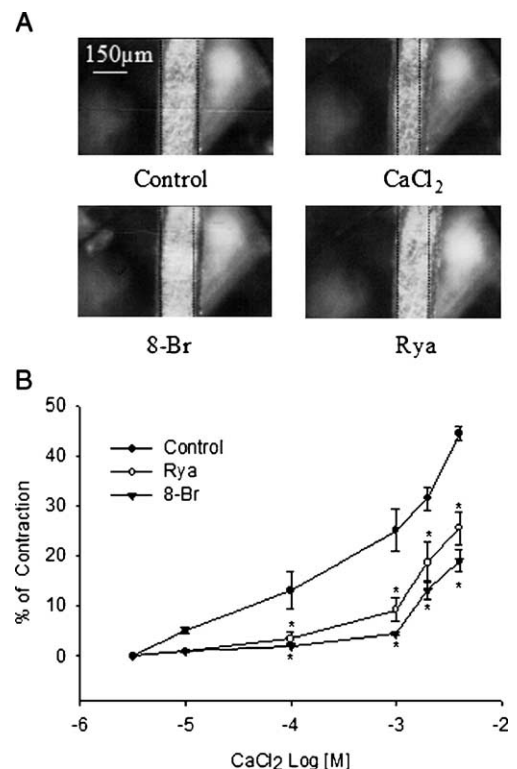 A
150µm
Control
CaCl2
8-Br
Rya
B
50
40
30
20
10
0
% of Contraction
Control
Rya
8-Br
*
*
*
*
*
*
*
*
-6
-5
-4
-3
-2
CaCl2 Log [M]